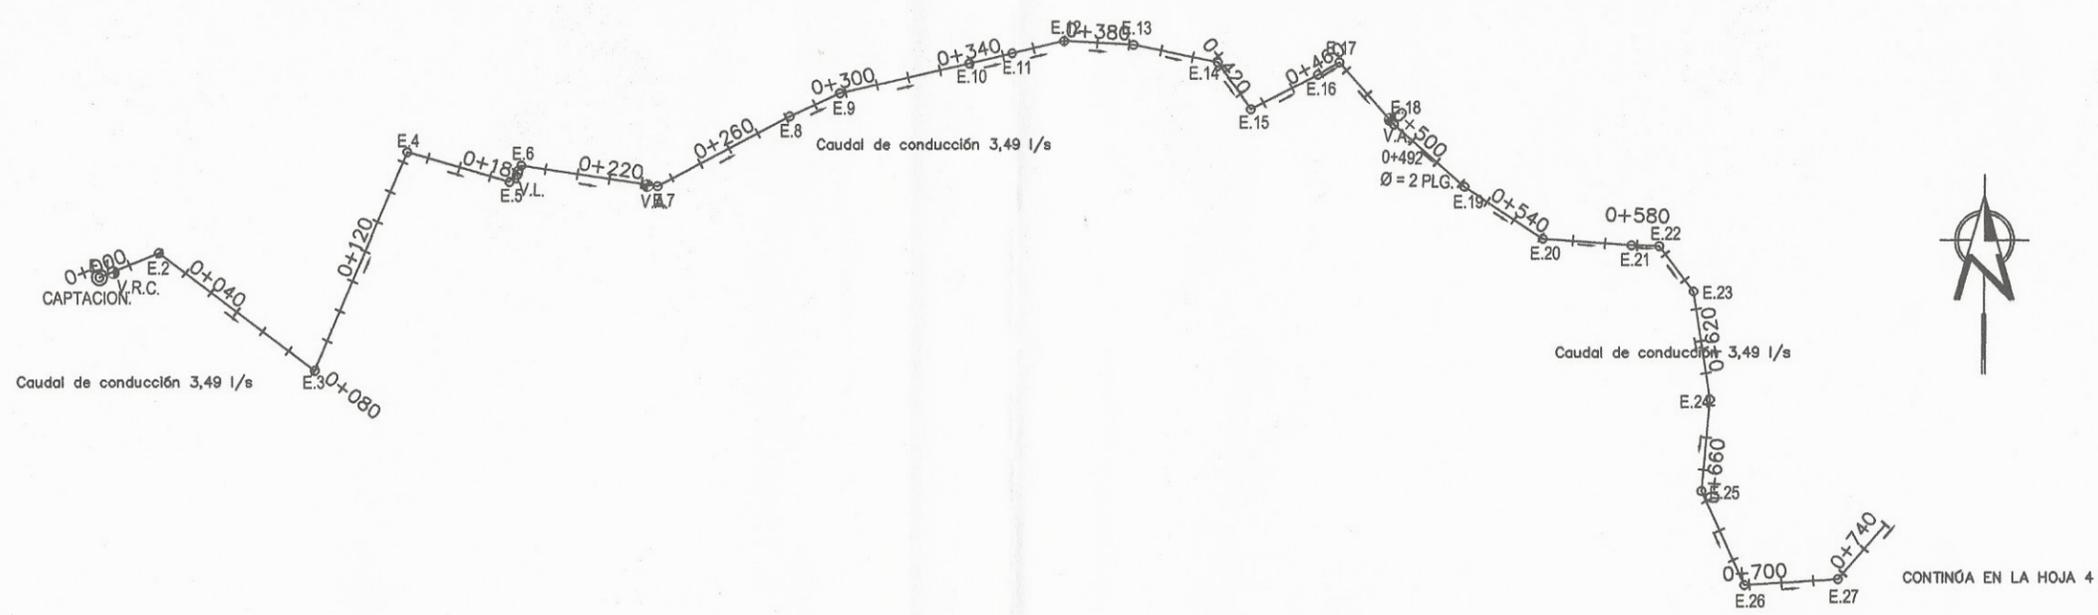 0+000
CAPTACION.
V.R.C.
E.2
0+040
Caudal de conducción 3,49 l/s
E.3
0+080
0+120
E.4
0+18
E.5
E.6
V.L.
0+220
E.7
0+260
E.8
0+300
E.9
Caudal de conducción 3,49 l/s
0+340
E.10
E.11
E.12
0+380
E.13
E.14
0+420
E.15
0+460
E.16
E.17
E.18
V.A.
0+492
Ø = 2 PLG.
0+500
E.19
0+540
E.20
0+580
E.21
E.22
E.23
0+620
Caudal de conducción 3,49 l/s
E.24
0+660
E.25
0+700
E.26
E.27
0+740
N
CONTINÚA EN LA HOJA 4